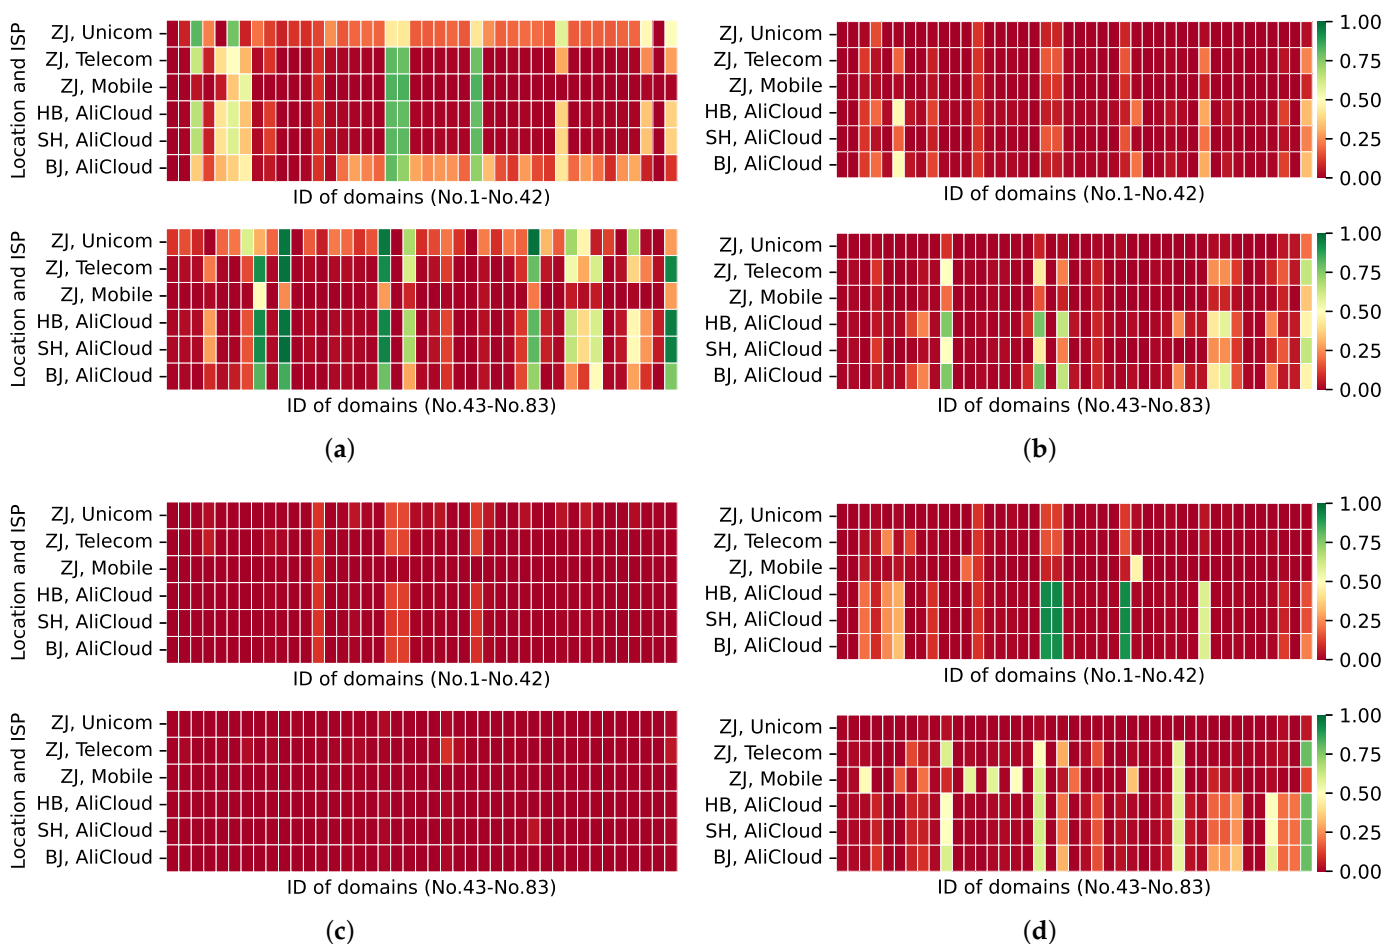 Location and ISP
ZJ, Unicom
ZJ, Telecom
ZJ, Mobile
HB, AliCloud
SH, AliCloud
BJ, AliCloud
ID of domains (No.1-No.42)
Location and ISP
ZJ, Unicom
ZJ, Telecom
ZJ, Mobile
HB, AliCloud
SH, AliCloud
BJ, AliCloud
ID of domains (No.43-No.83)
(a)
ZJ, Unicom
ZJ, Telecom
ZJ, Mobile
HB, AliCloud
SH, AliCloud
BJ, AliCloud
ID of domains (No.1-No.42)
1.00
0.75
0.50
0.25
0.00
ZJ, Unicom
ZJ, Telecom
ZJ, Mobile
HB, AliCloud
SH, AliCloud
BJ, AliCloud
ID of domains (No.43-No.83)
1.00
0.75
0.50
0.25
0.00
(b)
Location and ISP
ZJ, Unicom
ZJ, Telecom
ZJ, Mobile
HB, AliCloud
SH, AliCloud
BJ, AliCloud
ID of domains (No.1-No.42)
Location and ISP
ZJ, Unicom
ZJ, Telecom
ZJ, Mobile
HB, AliCloud
SH, AliCloud
BJ, AliCloud
ID of domains (No.43-No.83)
(c)
ZJ, Unicom
ZJ, Telecom
ZJ, Mobile
HB, AliCloud
SH, AliCloud
BJ, AliCloud
ID of domains (No.1-No.42)
1.00
0.75
0.50
0.25
0.00
ZJ, Unicom
ZJ, Telecom
ZJ, Mobile
HB, AliCloud
SH, AliCloud
BJ, AliCloud
ID of domains (No.43-No.83)
1.00
0.75
0.50
0.25
0.00
(d)